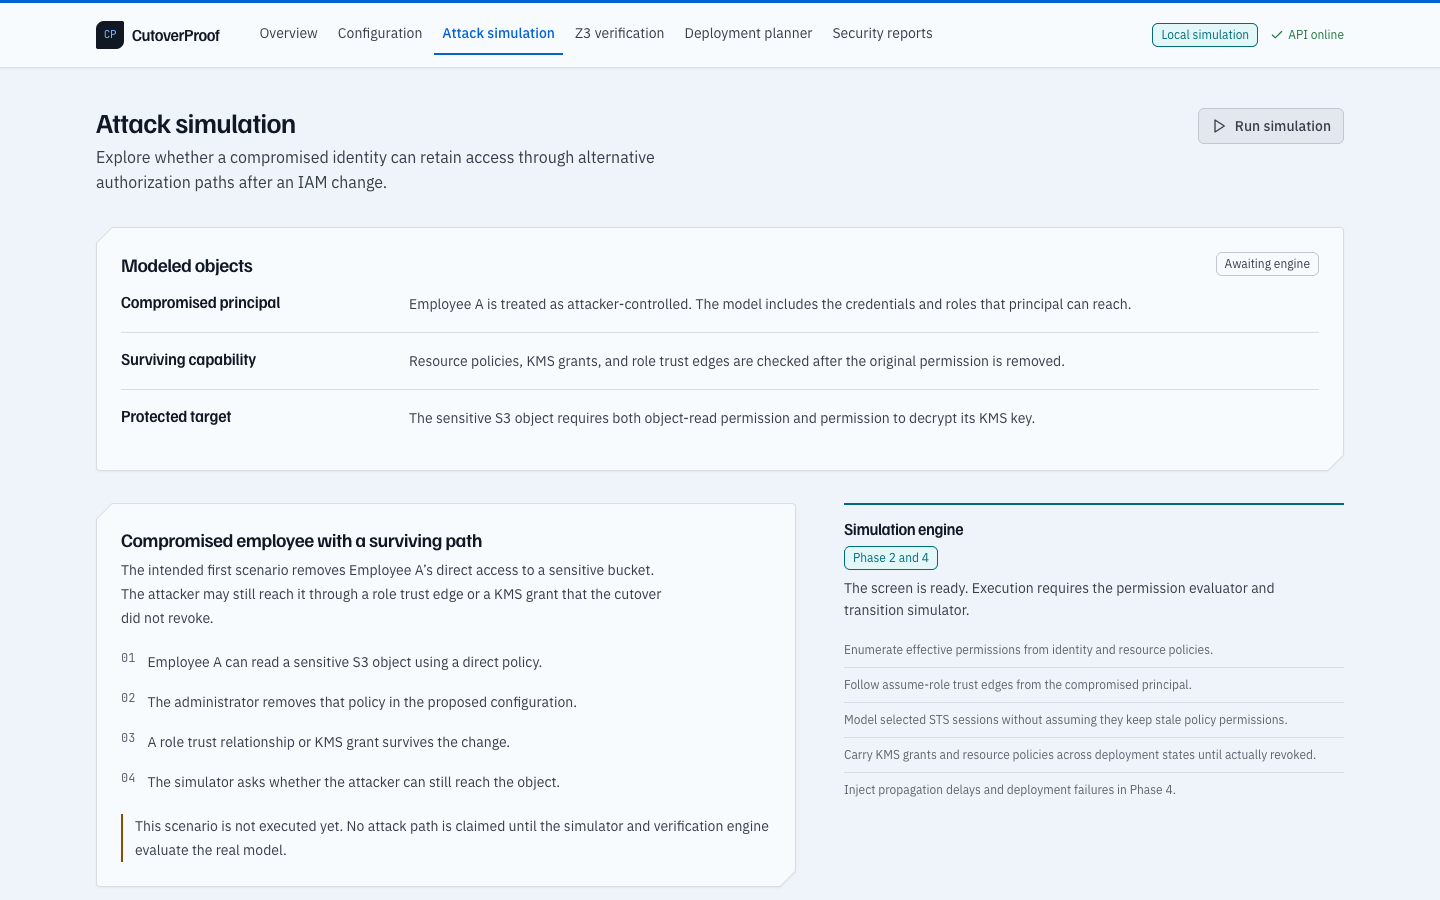 CP CutoverProof Overview Configuration Attack simulation Z3 verification Deployment planner Security reports Local simulation API online
Attack simulation
Run simulation
Explore whether a compromised identity can retain access through alternative
authorization paths after an IAM change.
Modeled objects
Awaiting engine
Compromised principal Employee A is treated as attacker-controlled. The model includes the credentials and roles that principal can reach.
Surviving capability Resource policies, KMS grants, and role trust edges are checked after the original permission is removed.
Protected target The sensitive S3 object requires both object-read permission and permission to decrypt its KMS key.
Compromised employee with a surviving path
The intended first scenario removes Employee A’s direct access to a sensitive bucket.
The attacker may still reach it through a role trust edge or a KMS grant that the cutover
did not revoke.
01 Employee A can read a sensitive S3 object using a direct policy.
02 The administrator removes that policy in the proposed configuration.
03 A role trust relationship or KMS grant survives the change.
04 The simulator asks whether the attacker can still reach the object.
This scenario is not executed yet. No attack path is claimed until the simulator and verification engine
evaluate the real model.
Simulation engine
Phase 2 and 4
The screen is ready. Execution requires the permission evaluator and
transition simulator.
Enumerate effective permissions from identity and resource policies.
Follow assume-role trust edges from the compromised principal.
Model selected STS sessions without assuming they keep stale policy permissions.
Carry KMS grants and resource policies across deployment states until actually revoked.
Inject propagation delays and deployment failures in Phase 4.